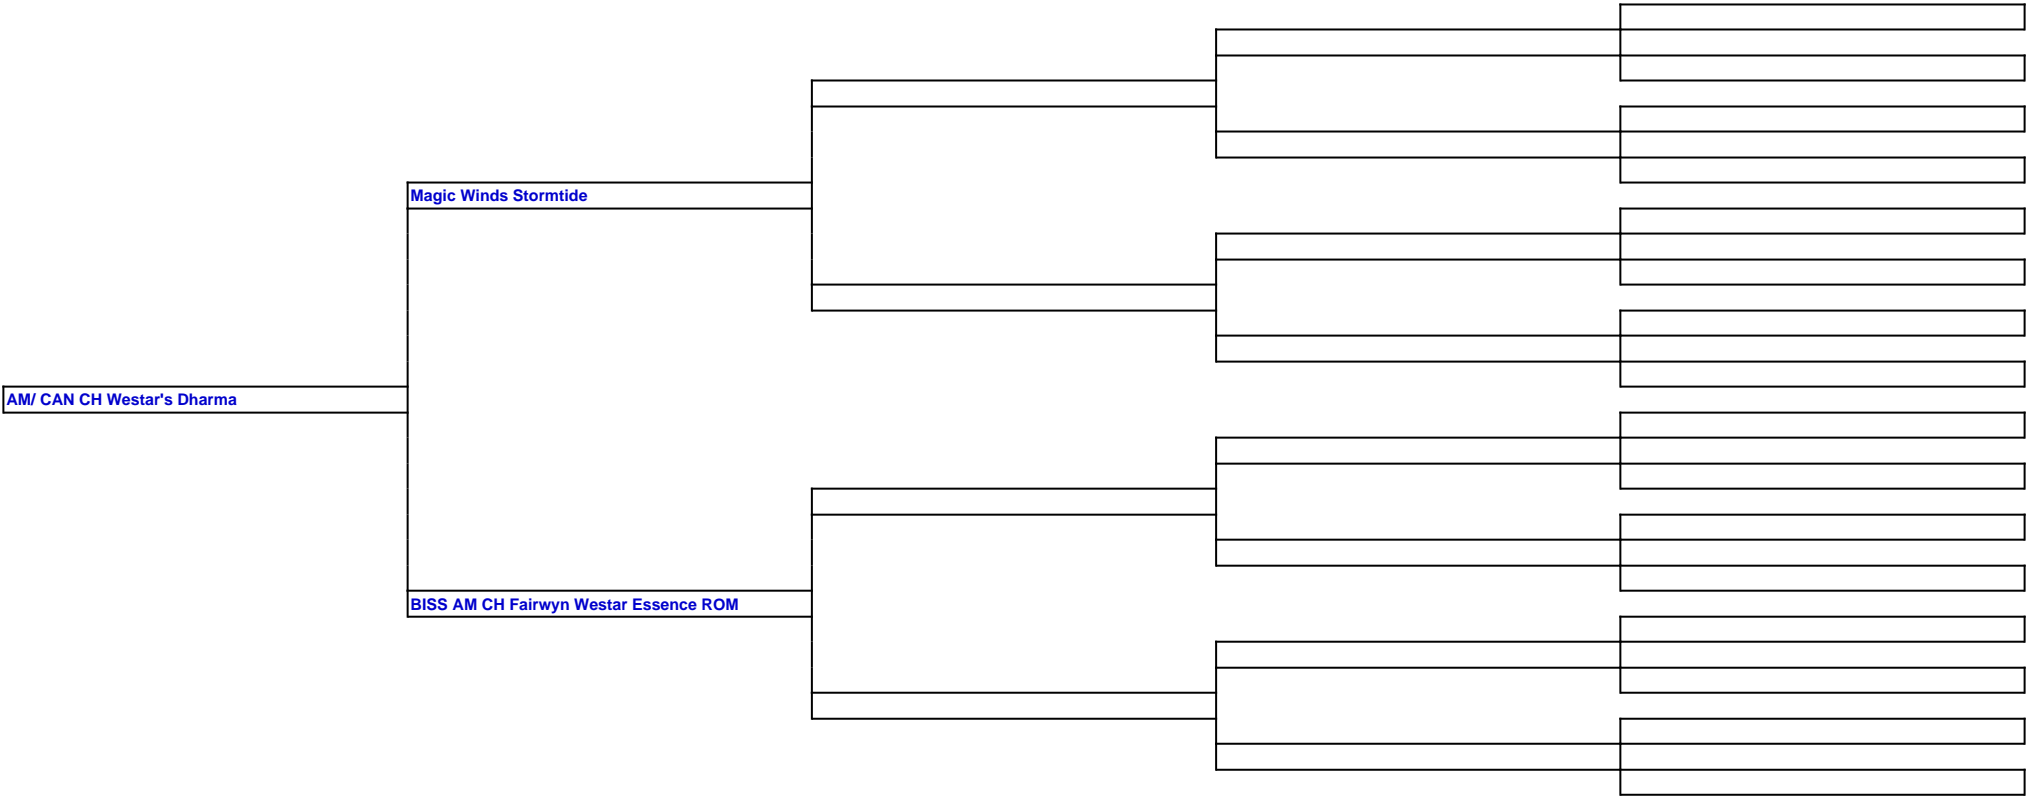 Magic Winds Stormtide
AM/ CAN CH Westar's Dharma
BISS AM CH Fairwyn Westar Essence ROM